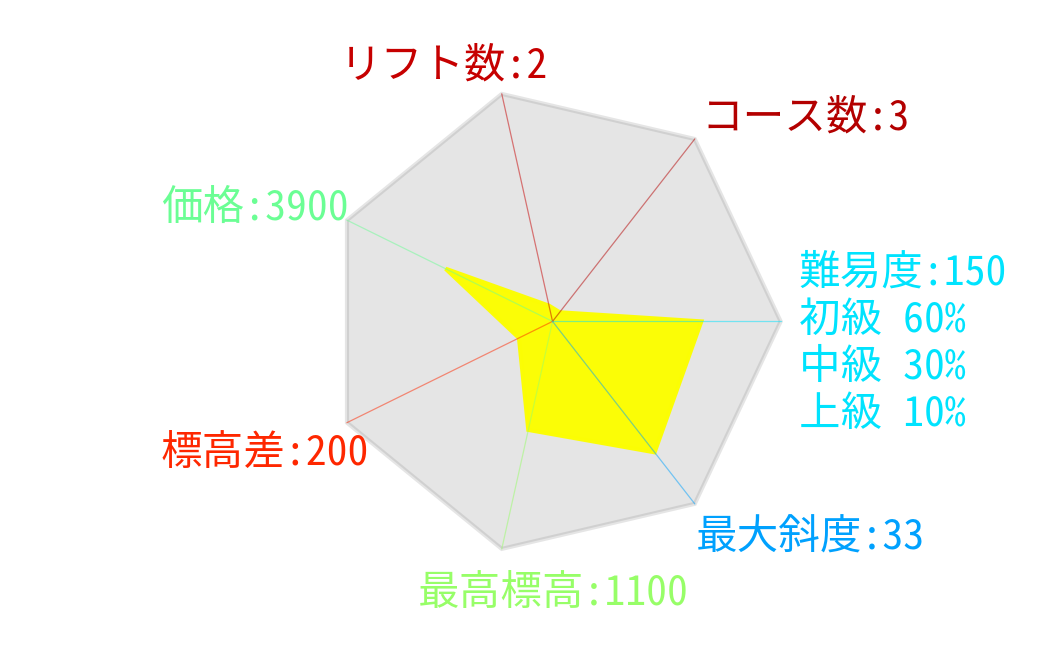 リフト数:2
コース数:3
価格:3900
難易度:150
初級 60%
中級 30%
上級 10%
標高差:200
最大斜度:33
最高標高:1100